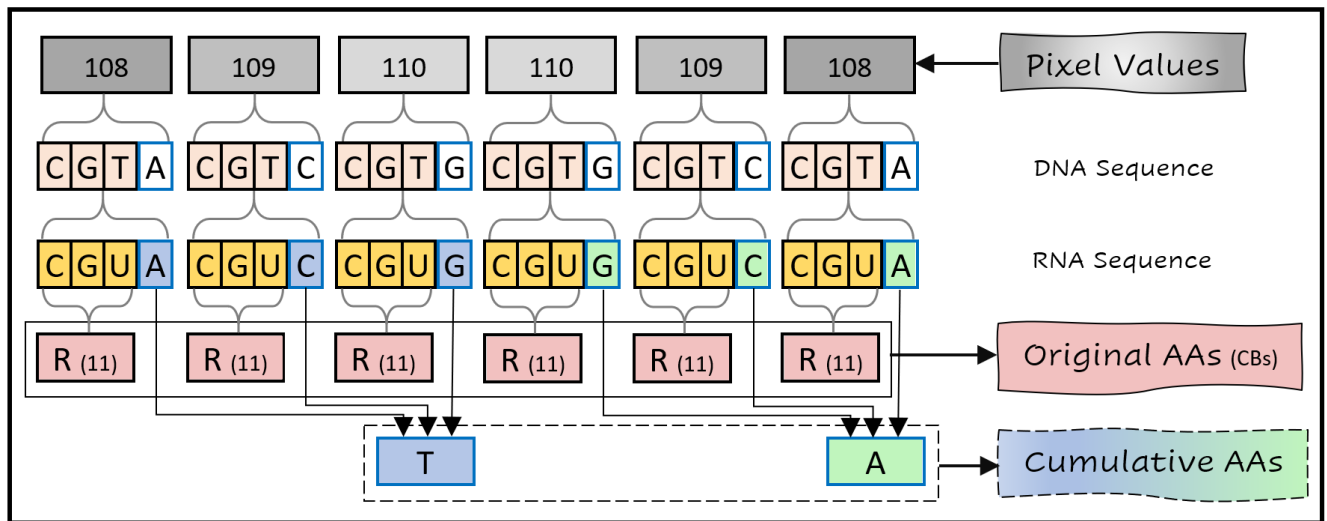 108 109 110 110 109 108 Pixel Values
C G T A C G T C C G T G C G T G C G T C C G T A DNA Sequence
C G U A C G U C C G U G C G U G C G U C C G U A RNA Sequence
R (11) R (11) R (11) R (11) R (11) R (11) Original AAs (CBs)
T A Cumulative AAs